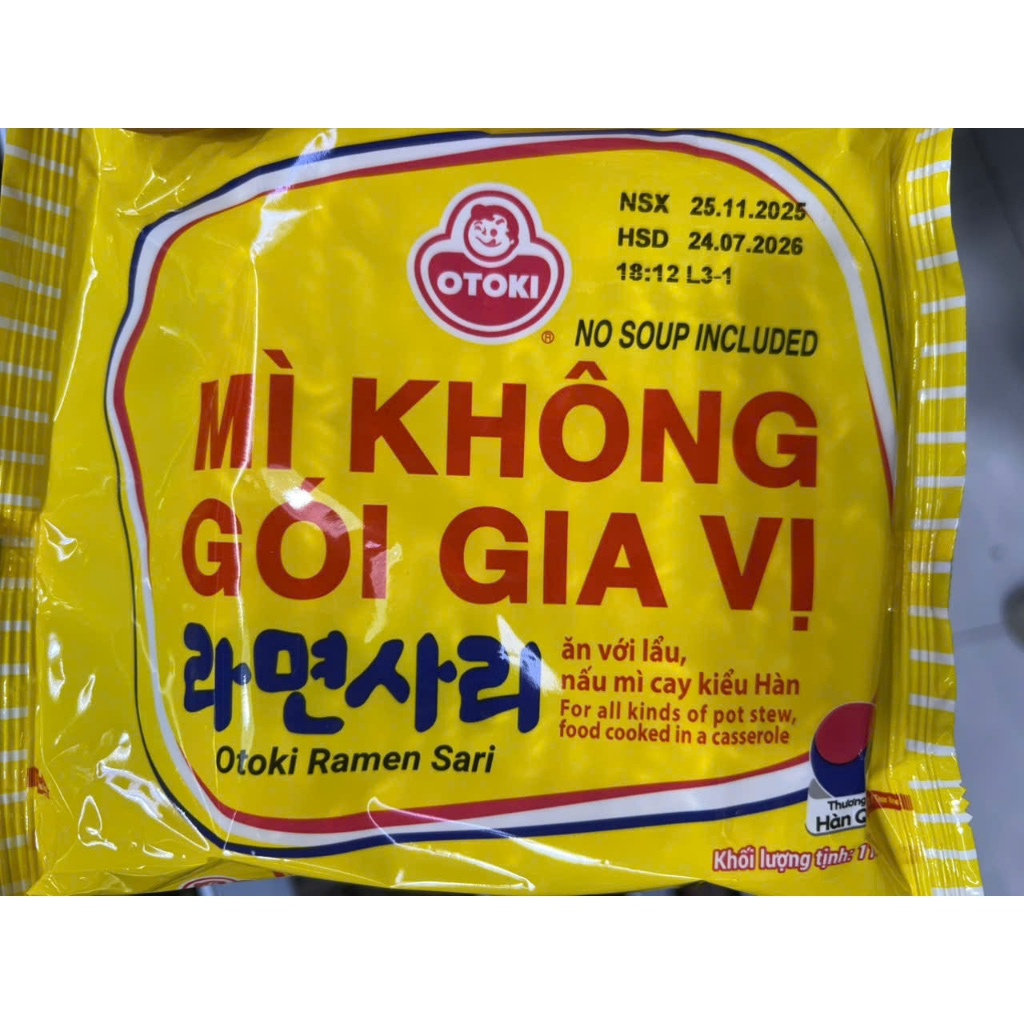 OTOKI
®
NSX 25.11.2025
HSD 24.07.2026
18:12 L3-1
NO SOUP INCLUDED
MÌ KHÔNG
GÓI GIA VỊ
라면사리
Otoki Ramen Sari
ăn với lẩu,
nấu mì cay kiểu Hàn
For all kinds of pot stew,
food cooked in a casserole
Thương
Hàn Q
Khối lượng tịnh: 11